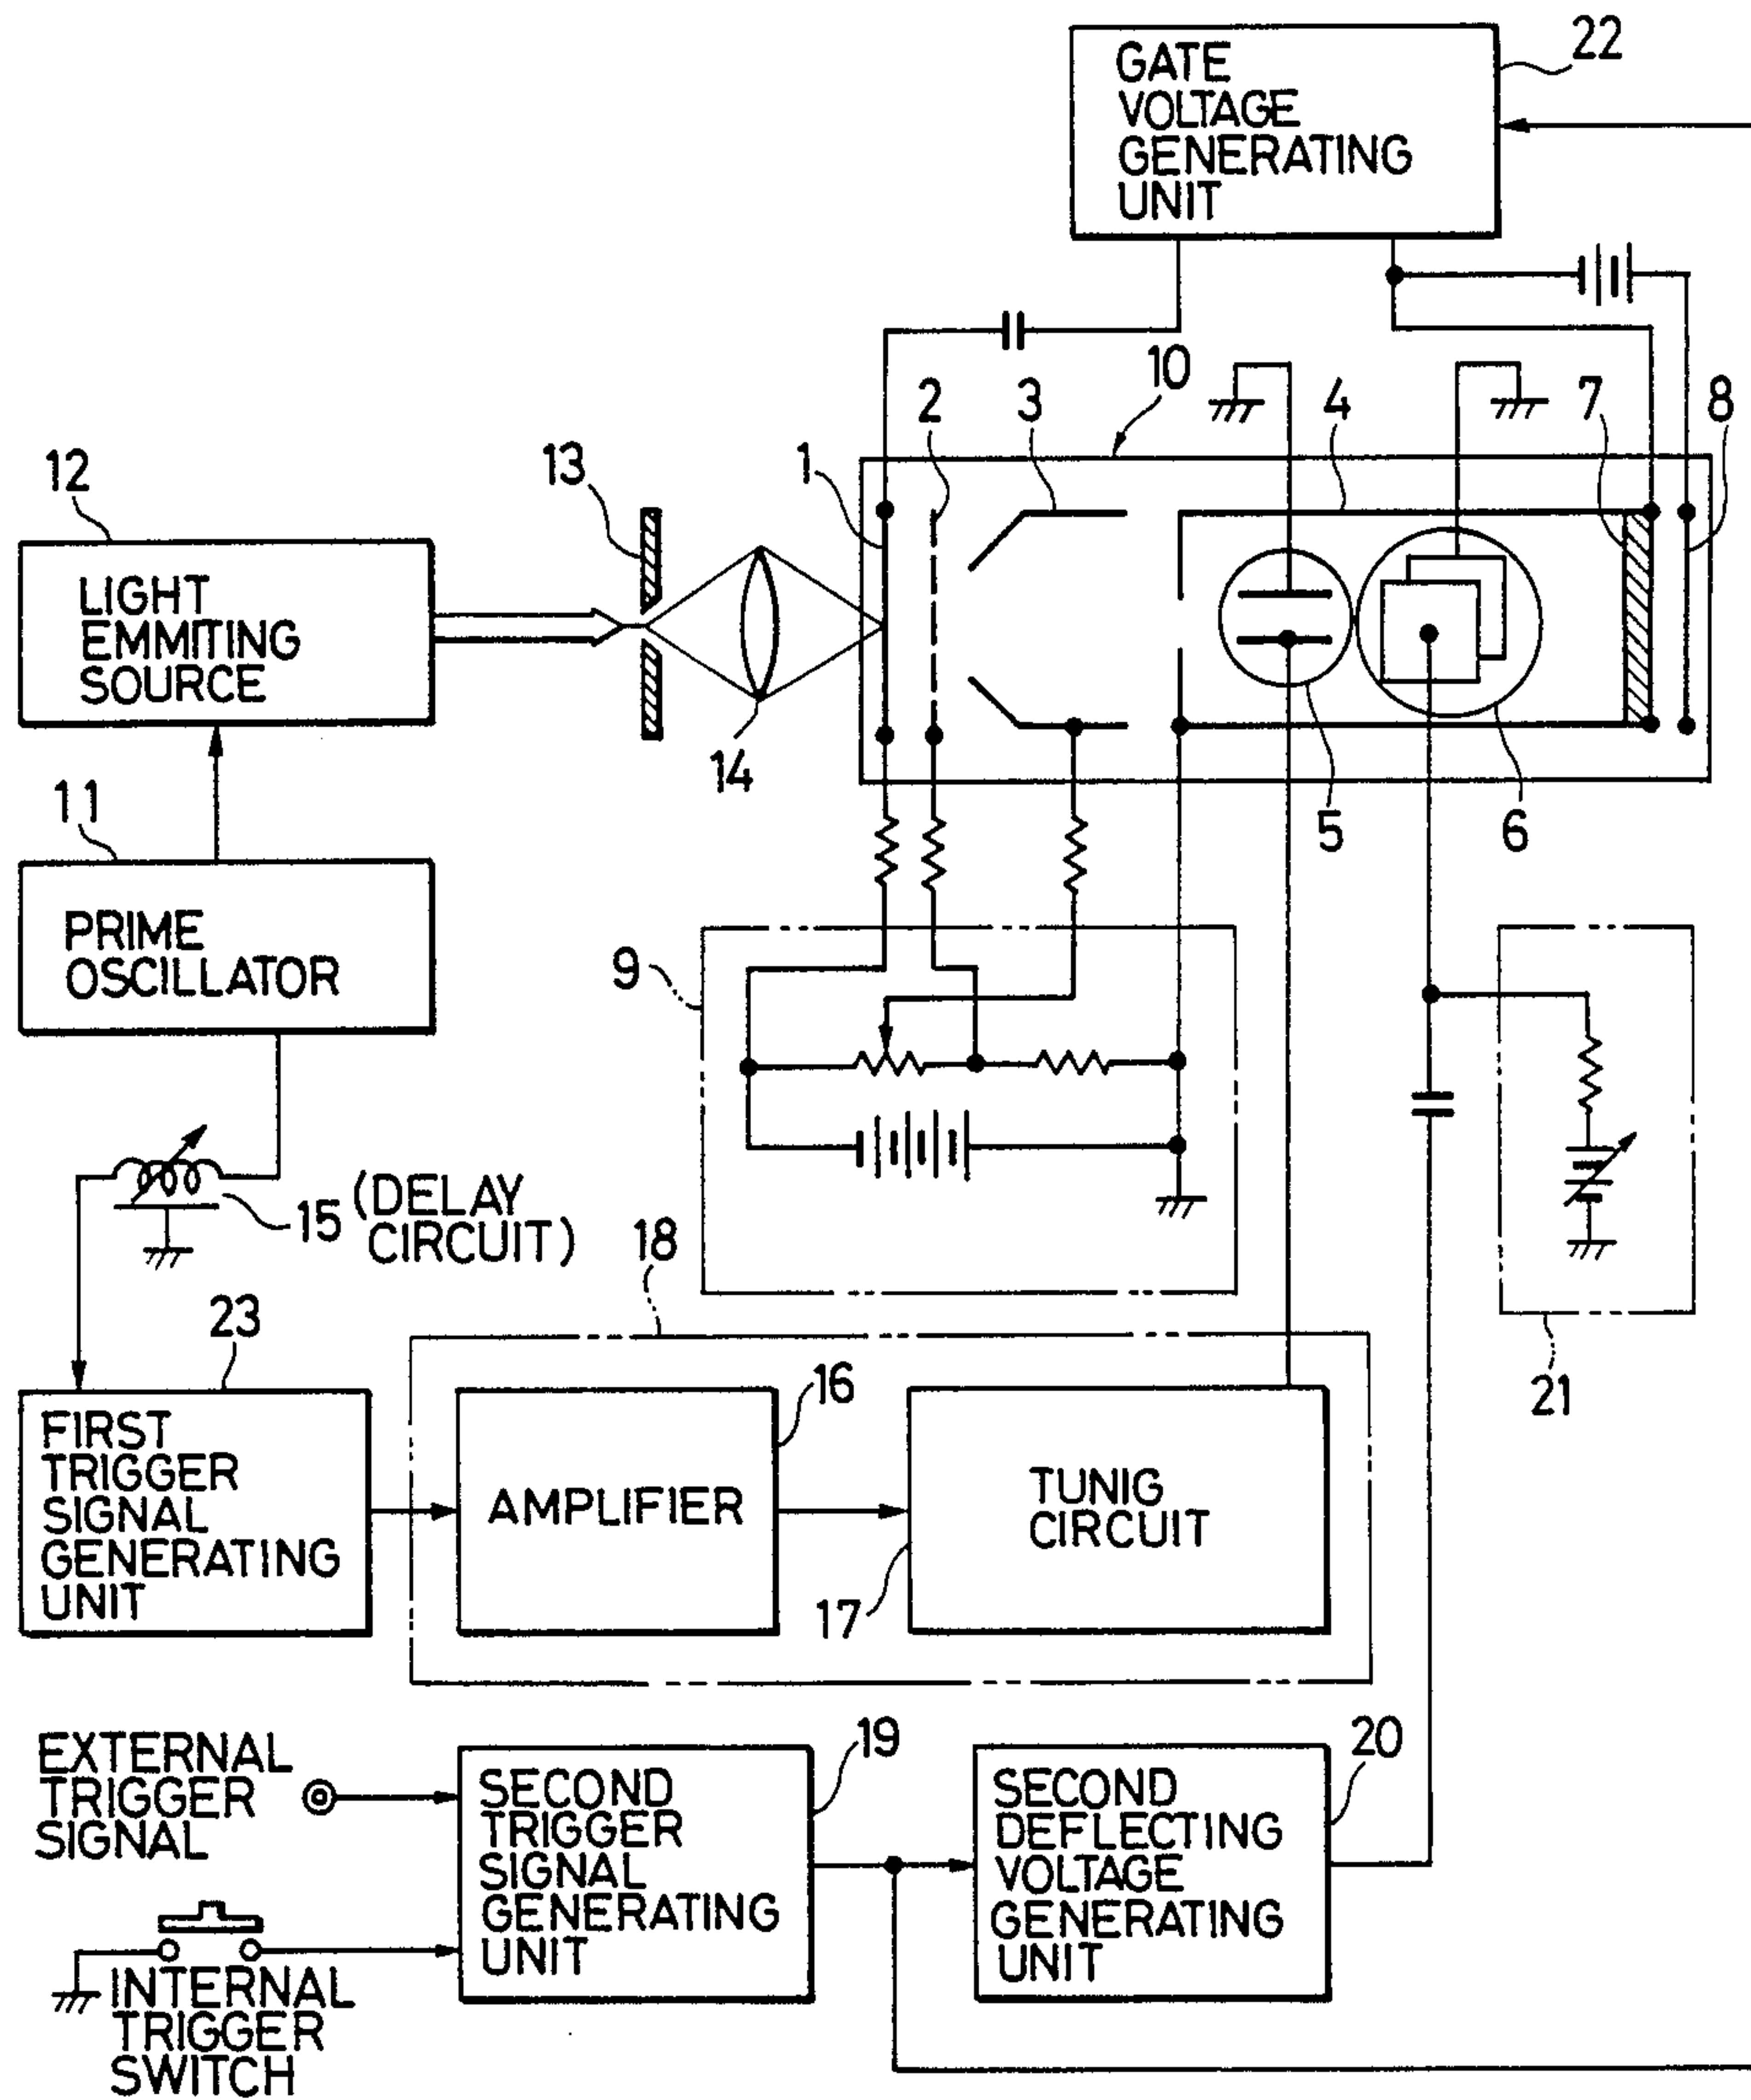 22
GATE
VOLTAGE
GENERATING
UNIT
10
2
3
4
7
8
12
13
1
LIGHT
EMMITING
SOURCE
14
5
6
11
PRIME
OSCILLATOR
9
15 (DELAY
CIRCUIT)
18
21
23
16
FIRST
TRIGGER
SIGNAL
GENERATING
UNIT
AMPLIFIER
TUNIG
CIRCUIT
17
19
20
EXTERNAL
TRIGGER
SIGNAL
SECOND
TRIGGER
SIGNAL
GENERATING
UNIT
SECOND
DEFLECTING
VOLTAGE
GENERATING
UNIT
INTERNAL
TRIGGER
SWITCH